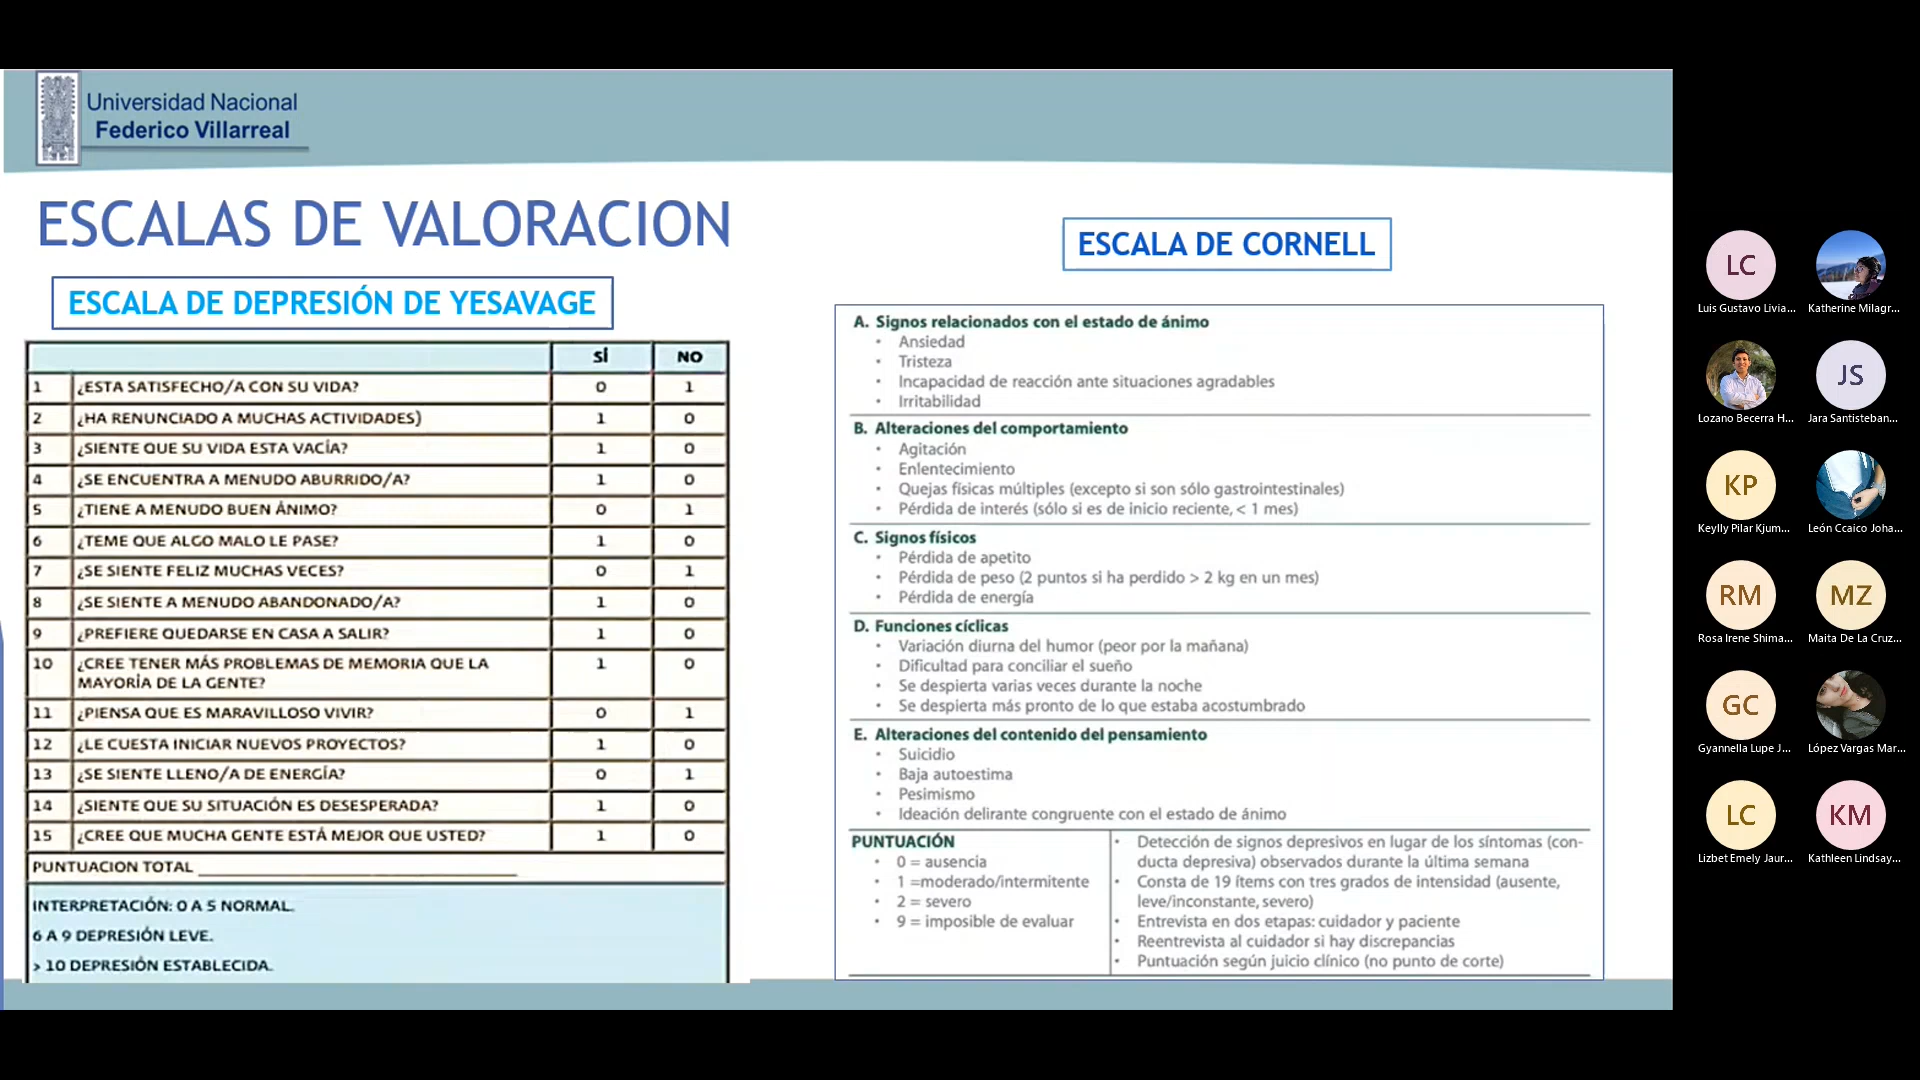 Universidad Nacional
Federico Villarreal
ESCALAS DE VALORACION
ESCALA DE DEPRESIÓN DE YESAVAGE
SÍ NO
1 ¿ESTA SATISFECHO/A CON SU VIDA? 0 1
2 ¿HA RENUNCIADO A MUCHAS ACTIVIDADES) 1 0
3 ¿SIENTE QUE SU VIDA ESTA VACÍA? 1 0
4 ¿SE ENCUENTRA A MENUDO ABURRIDO/A? 1 0
5 ¿TIENE A MENUDO BUEN ÁNIMO? 0 1
6 ¿TEME QUE ALGO MALO LE PASE? 1 0
7 ¿SE SIENTE FELIZ MUCHAS VECES? 0 1
8 ¿SE SIENTE A MENUDO ABANDONADO/A? 1 0
9 ¿PREFIERE QUEDARSE EN CASA A SALIR? 1 0
10 ¿CREE TENER MÁS PROBLEMAS DE MEMORIA QUE LA 1 0
MAYORÍA DE LA GENTE?
11 ¿PIENSA QUE ES MARAVILLOSO VIVIR? 0 1
12 ¿LE CUESTA INICIAR NUEVOS PROYECTOS? 1 0
13 ¿SE SIENTE LLENO/A DE ENERGÍA? 0 1
14 ¿SIENTE QUE SU SITUACIÓN ES DESESPERADA? 1 0
15 ¿CREE QUE MUCHA GENTE ESTÁ MEJOR QUE USTED? 1 0
PUNTUACION TOTAL
INTERPRETACIÓN: 0 A 5 NORMAL.
6 A 9 DEPRESIÓN LEVE.
> 10 DEPRESIÓN ESTABLECIDA.
ESCALA DE CORNELL
A. Signos relacionados con el estado de ánimo
• Ansiedad
• Tristeza
• Incapacidad de reacción ante situaciones agradables
• Irritabilidad
B. Alteraciones del comportamiento
• Agitación
• Enlentecimiento
• Quejas físicas múltiples (excepto si son sólo gastrointestinales)
• Pérdida de interés (sólo si es de inicio reciente, < 1 mes)
C. Signos físicos
• Pérdida de apetito
• Pérdida de peso (2 puntos si ha perdido > 2 kg en un mes)
• Pérdida de energía
D. Funciones cíclicas
• Variación diurna del humor (peor por la mañana)
• Dificultad para conciliar el sueño
• Se despierta varias veces durante la noche
• Se despierta más pronto de lo que estaba acostumbrado
E. Alteraciones del contenido del pensamiento
• Suicidio
• Baja autoestima
• Pesimismo
• Ideación delirante congruente con el estado de ánimo
PUNTUACIÓN
• 0 = ausencia
• 1 =moderado/intermitente
• 2 = severo
• 9 = imposible de evaluar
• Detección de signos depresivos en lugar de los síntomas (con-
ducta depresiva) observados durante la última semana
• Consta de 19 ítems con tres grados de intensidad (ausente,
leve/inconstante, severo)
• Entrevista en dos etapas: cuidador y paciente
• Reentrevista al cuidador si hay discrepancias
• Puntuación según juicio clínico (no punto de corte)
LC
Luis Gustavo Livia...
Katherine Milagr...
Lozano Becerra H...
JS
Jara Santisteban...
KP
Keylly Pilar Kjum...
León Ccaico Joha...
RM
Rosa Irene Shima...
MZ
Maita De La Cruz...
GC
Gyannella Lupe J...
López Vargas Mar...
LC
Lizbet Emely Jaur...
KM
Kathleen Lindsay...